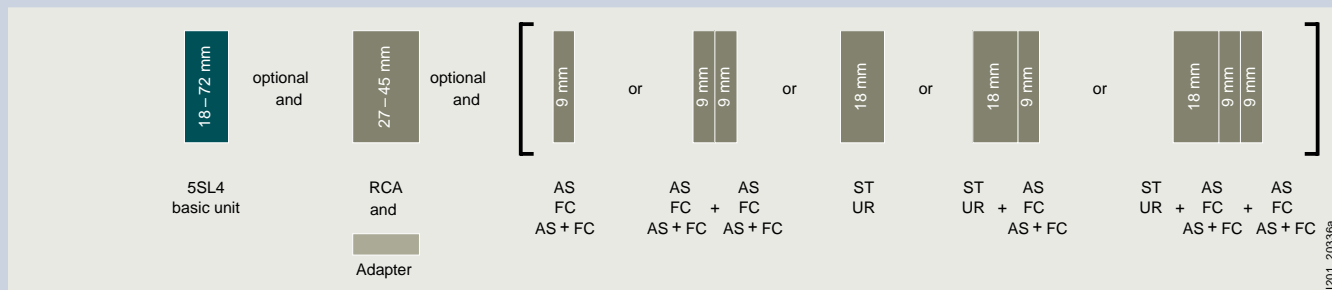 18 – 72 mm
optional
and
27 – 45 mm
optional
and
9 mm
or
9 mm
9 mm
or
18 mm
or
18 mm
9 mm
or
18 mm
9 mm
9 mm
5SL4
basic unit
RCA
and
Adapter
AS
FC
AS + FC
AS AS
FC + FC
AS + FC AS + FC
ST
UR
ST AS
UR + FC
AS + FC
ST AS AS
UR + FC + FC
AS + FC AS + FC
I201_20336a